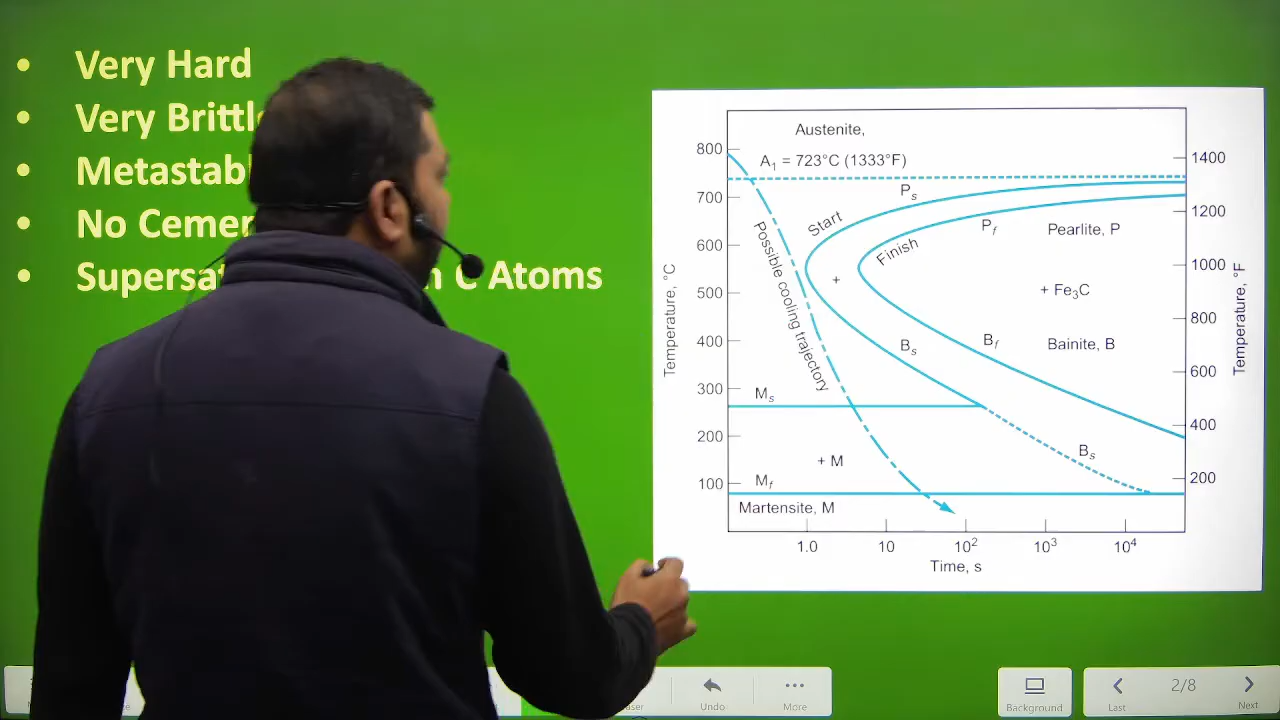 • Very Hard
• Very Brittl
• Metastabl
• No Cemen
• Supersat
C Atoms
Austenite,
A₁ = 723°C (1333°F)
Pₛ
Start
P_f
Finish
Pearlite, P
+
+ Fe₃C
Possible cooling trajectory
Bₛ
B_f
Bainite, B
Mₛ
+ M
Bₛ
M_f
Martensite, M
800
700
600
500
400
300
200
100
Temperature, °C
1400
1200
1000
800
600
400
200
Temperature, °F
1.0 10 10² 10³ 10⁴
Time, s
Undo
More
Background
Last
2/8
Next